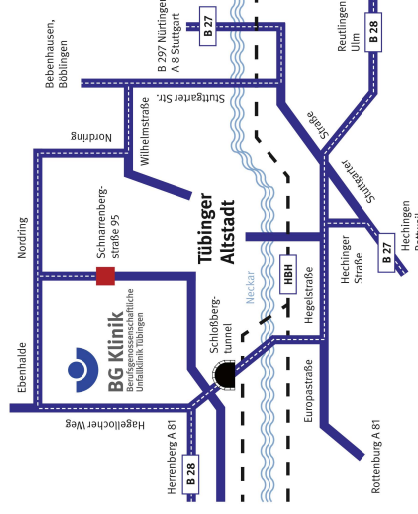 Bebenhausen,
Böblingen
B 297 Nürtingen
A 8 Stuttgart
B 27
Reutlingen
Ulm
B 28
Nordring
Wilhelmstraße
Stuttgarter Str.
Straße
Stuttgarter
Nordring
Schnarrenberg-
straße 95
Tübinger
Altstadt
Neckar
HBH
Hegelstraße
Hechinger
Straße
B 27
Hechingen
Ebenhalde
BG Klinik
Berufsgenossenschaftliche
Unfallklinik Tübingen
Schloßberg-
tunnel
Europastraße
Hagellocher Weg
Herrenberg A 81
B 28
Rottenburg A 81